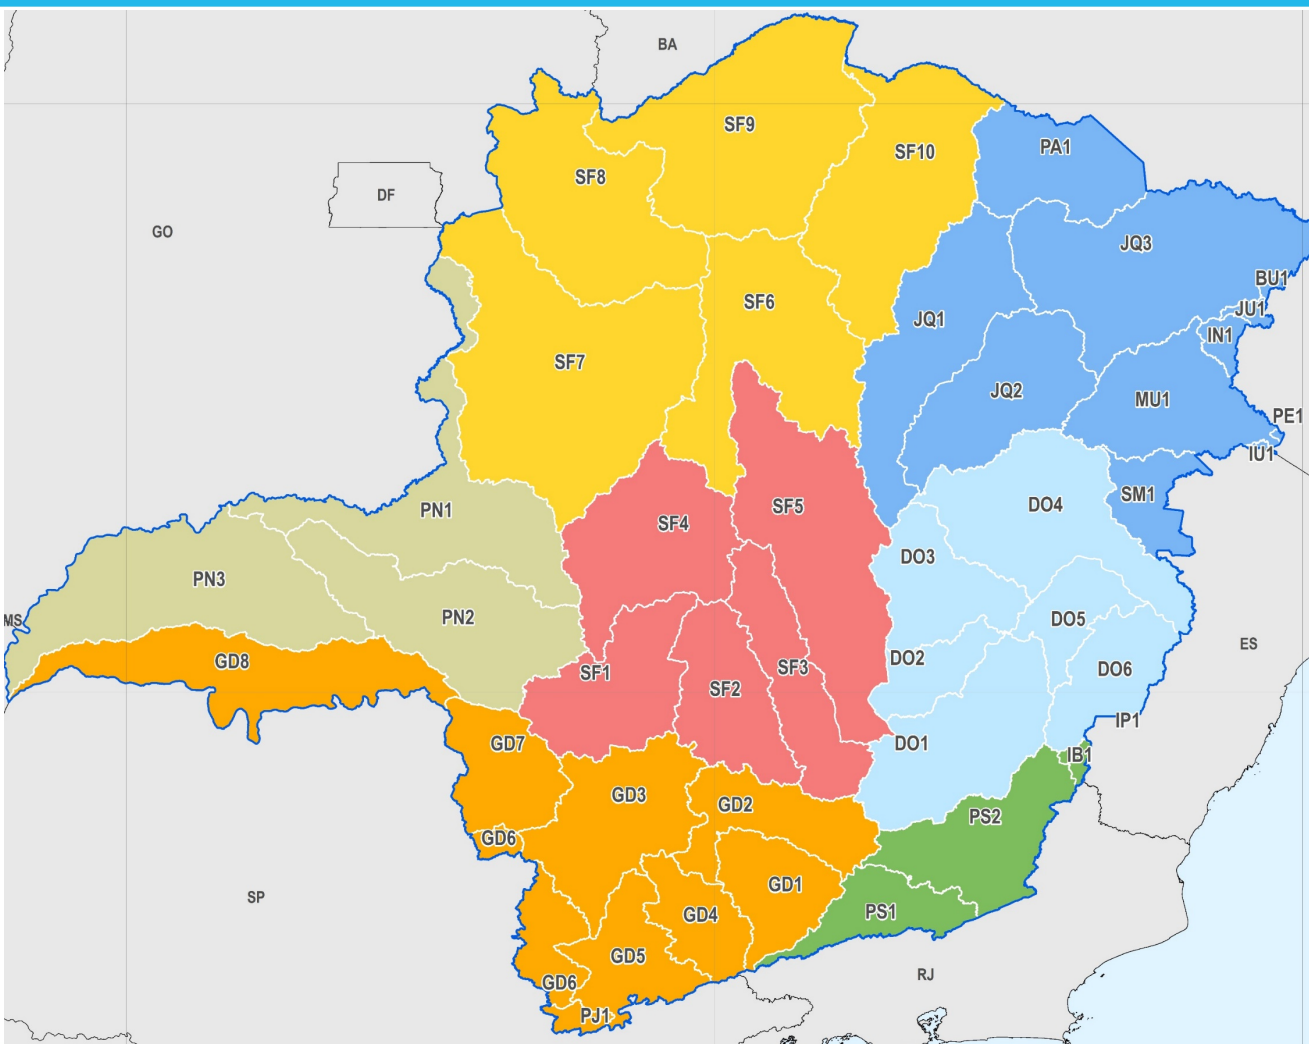 BA
SF9
SF10
PA1
SF8
DF
GO
JQ3
BU1
SF6
JU1
JQ1
IN1
SF7
JQ2
MU1
PE1
IU1
SM1
PN1
SF5
DO4
SF4
DO3
PN3
PN2
MS
DO5
ES
DO2
GD8
SF3
DO6
SF1
SF2
IP1
GD7
DO1
IB1
GD3
GD2
PS2
GD6
GD1
SP
PS1
GD4
GD5
RJ
GD6
PJ1